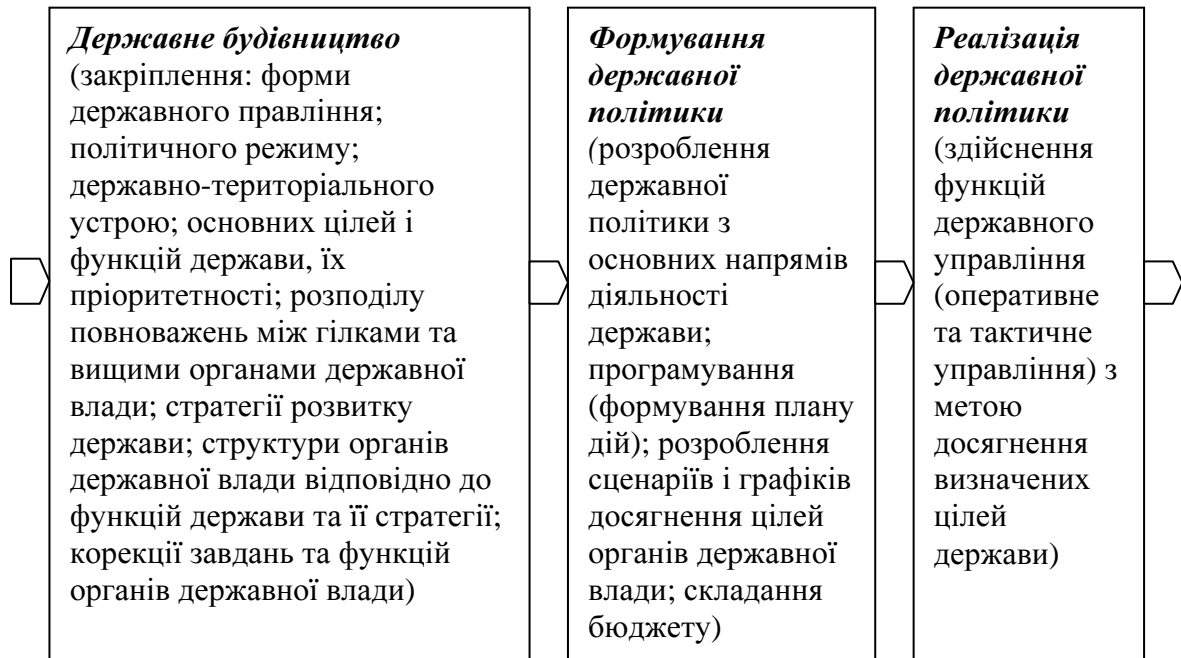 Державне будівництво
(закріплення: форми
державного правління;
політичного режиму;
державно-територіального
устрою; основних цілей і
функцій держави, їх
пріоритетності; розподілу
повноважень між гілками та
вищими органами державної
влади; стратегії розвитку
держави; структури органів
державної влади відповідно до
функцій держави та її стратегії;
корекції завдань та функцій
органів державної влади)
Формування
державної
політики
(розроблення
державної
політики з
основних напрямів
діяльності
держави;
програмування
(формування плану
дій); розроблення
сценаріїв і графіків
досягнення цілей
органів державної
влади; складання
бюджету)
Реалізація
державної
політики
(здійснення
функцій
державного
управління
(оперативне
та тактичне
управління) з
метою
досягнення
визначених
цілей
держави)